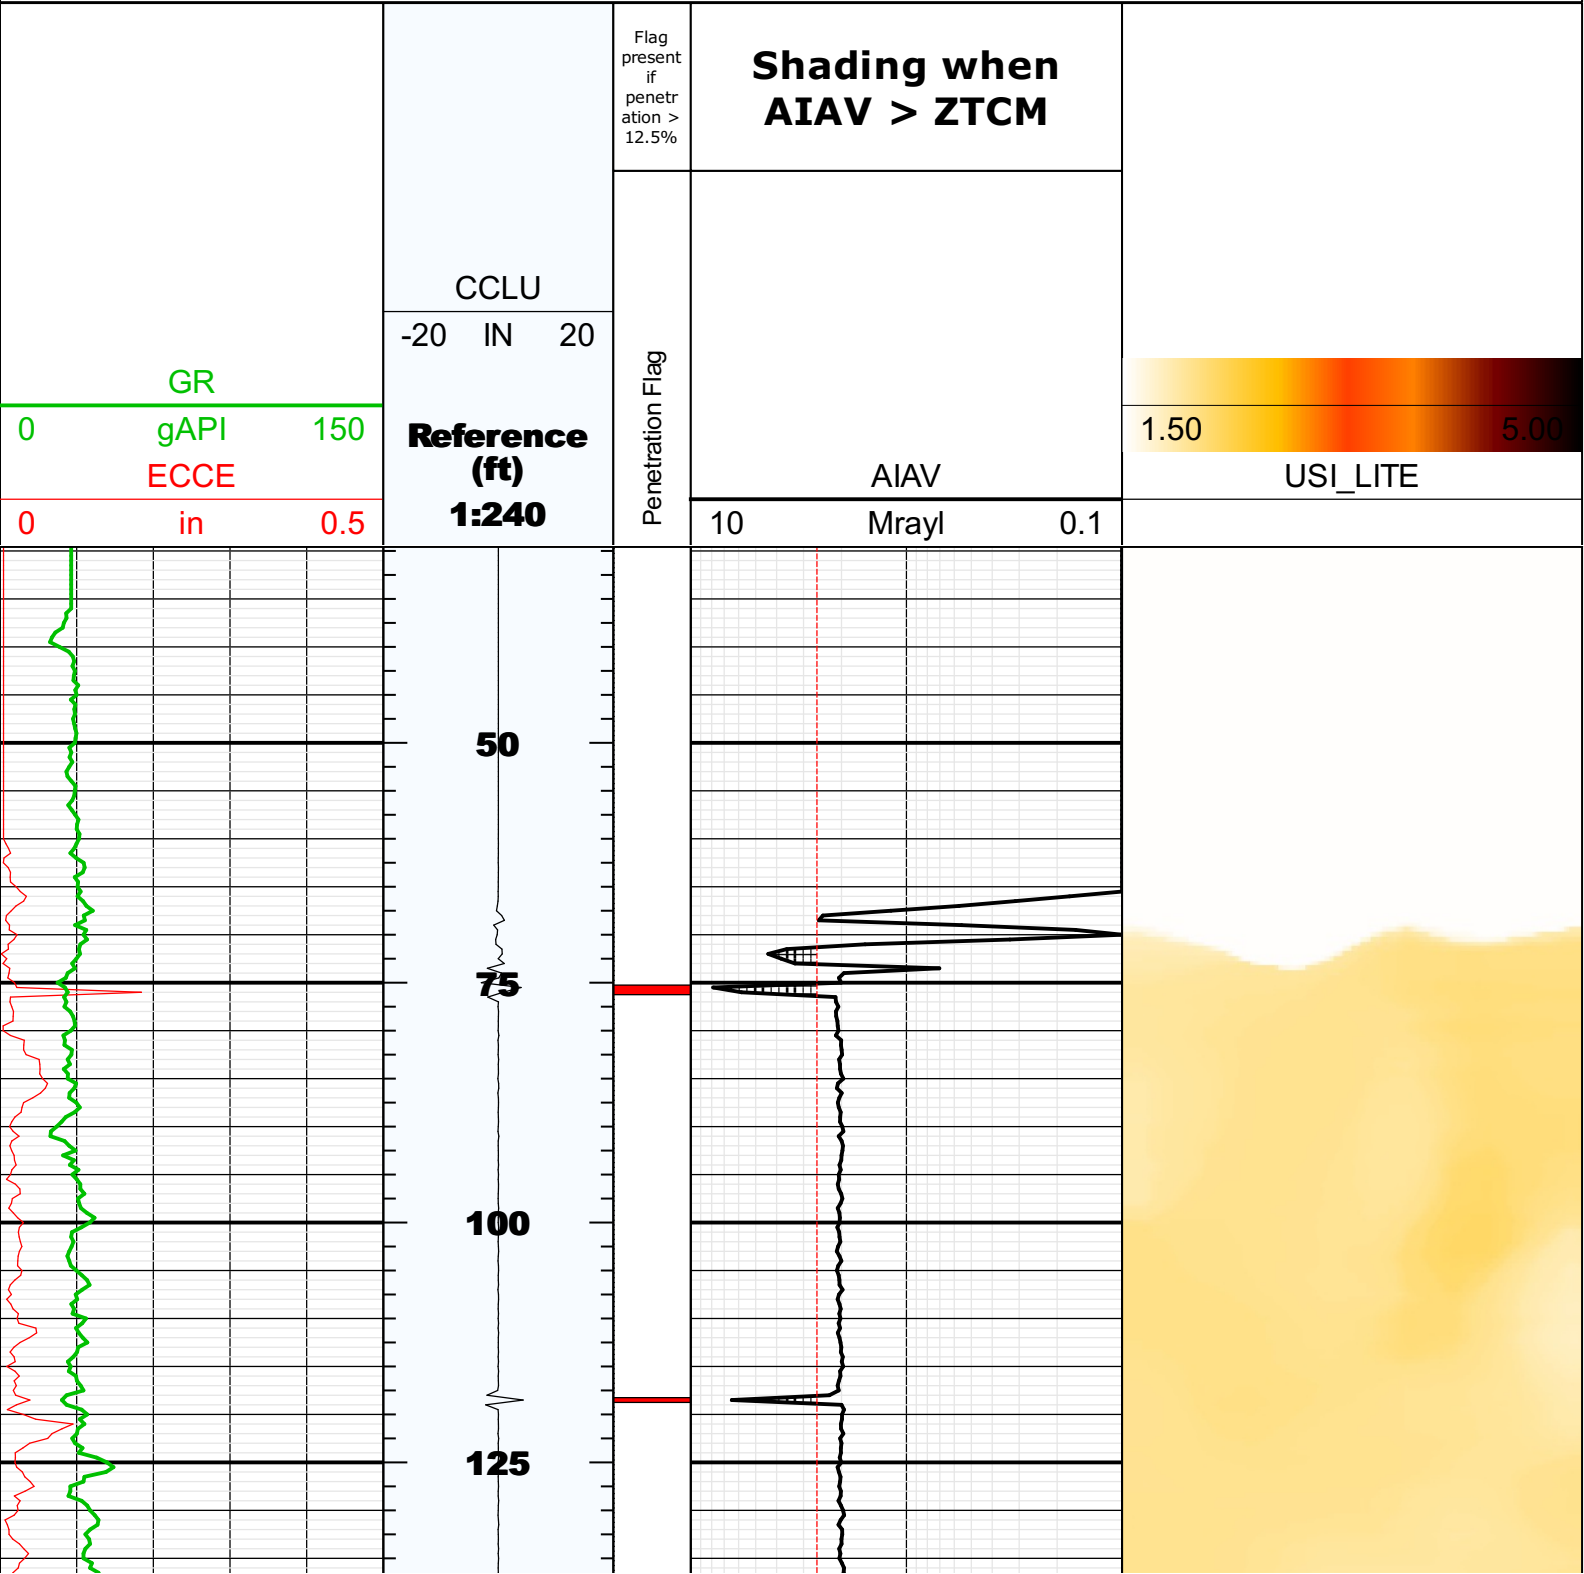 Flag
present
if
penetr
ation >
12.5%
Shading when
AIAV > ZTCM
CCLU
-20 IN 20
GR
0 gAPI 150
ECCE
0 in 0.5
Reference
(ft)
1:240
Penetration Flag
AIAV
10 Mrayl 0.1
1.50 5.00
USI_LITE
50
75
100
125